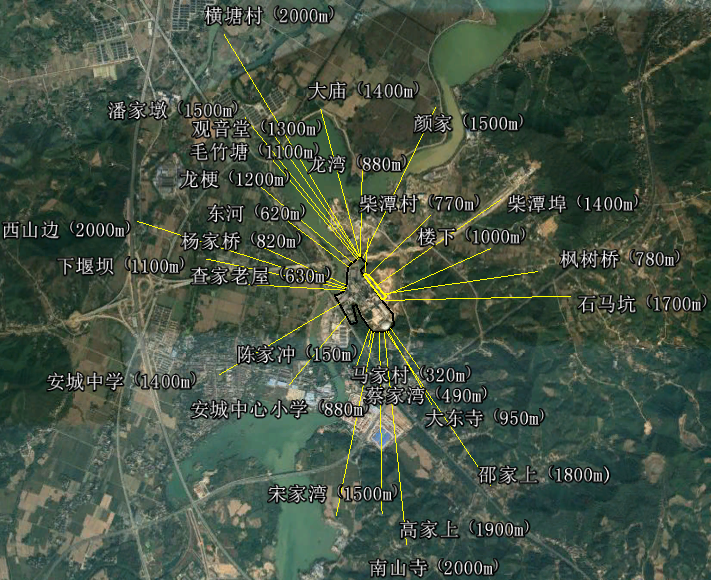 横塘村（2000m）
大庙（1400m）
潘家墩（1500m）
颜家（1500m）
观音堂（1300m）
毛竹塘（1100m）
龙湾（880m）
龙梗（1200m）
柴潭村（770m）
柴潭埠（1400m）
东河（620m）
西山边（2000m）
杨家桥（820m）
楼下（1000m）
下堰坝（1100m）
枫树桥（780m）
查家老屋（630m）
石马坑（1700m）
陈家冲（150m）
安城中学（1400m）
马家村（320m）
蔡家湾（490m）
安城中心小学（880m）
大东寺（950m）
邵家上（1800m）
宋家湾（1500m）
高家上（1900m）
南山寺（2000m）